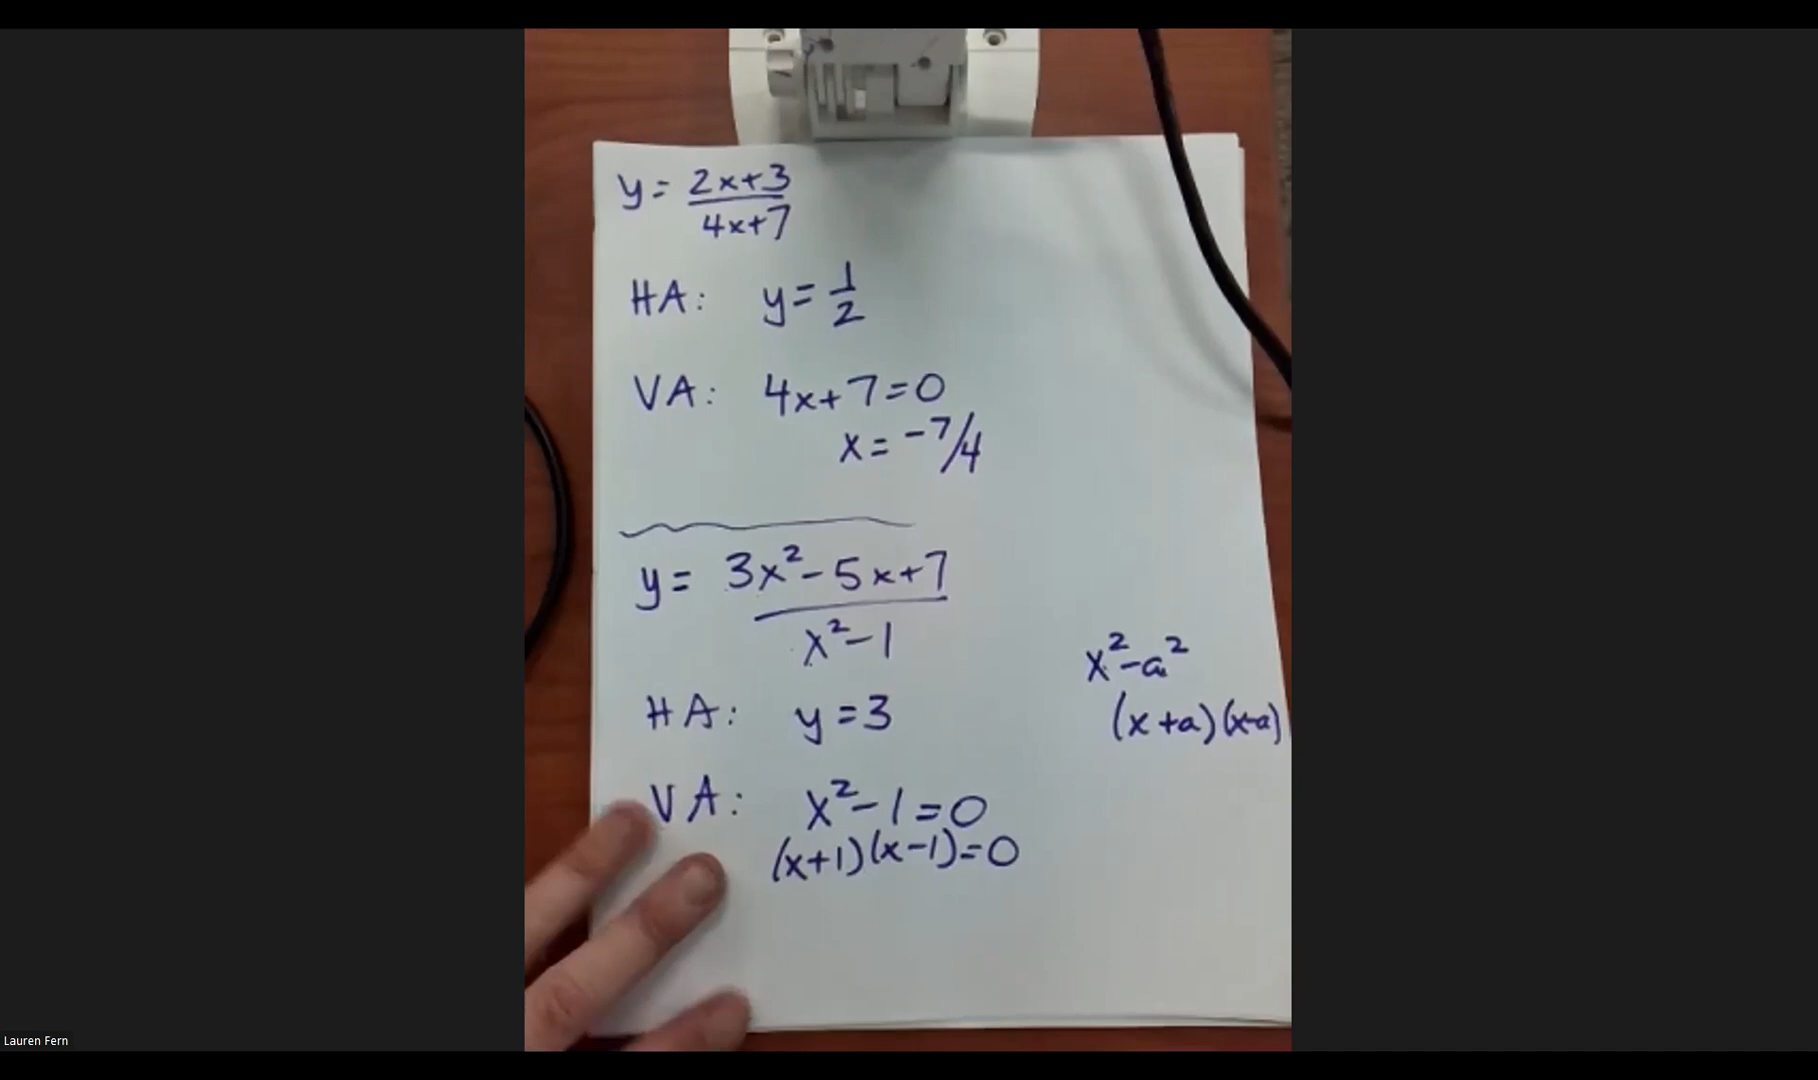 y = 2x+3
4x+7
HA: y = 1/2
VA: 4x+7=0
x = -7/4
y = 3x²-5x+7
x²-1
x²-a²
(x+a)(x-a)
HA: y=3
VA: x²-1=0
(x+1)(x-1)=0
Lauren Fern